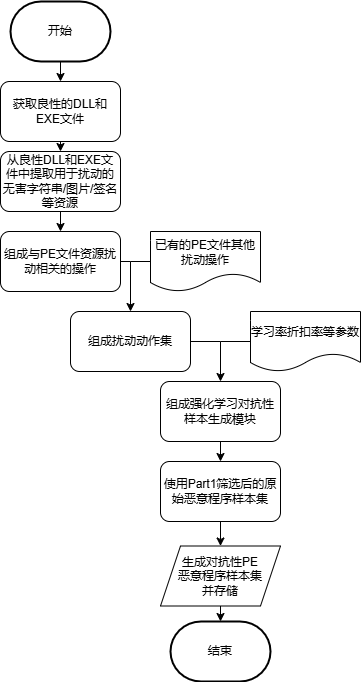 开始
获取良性的DLL和
EXE文件
从良性DLL和EXE文
件中提取用于扰动的
无害字符串/图片/签名
等资源
组成与PE文件资源扰
动相关的操作
已有的PE文件其他
扰动操作
组成扰动动作集
学习率折扣率等参数
组成强化学习对抗性
样本生成模块
使用Part1筛选后的原
始恶意程序样本集
生成对抗性PE
恶意程序样本集
并存储
结束